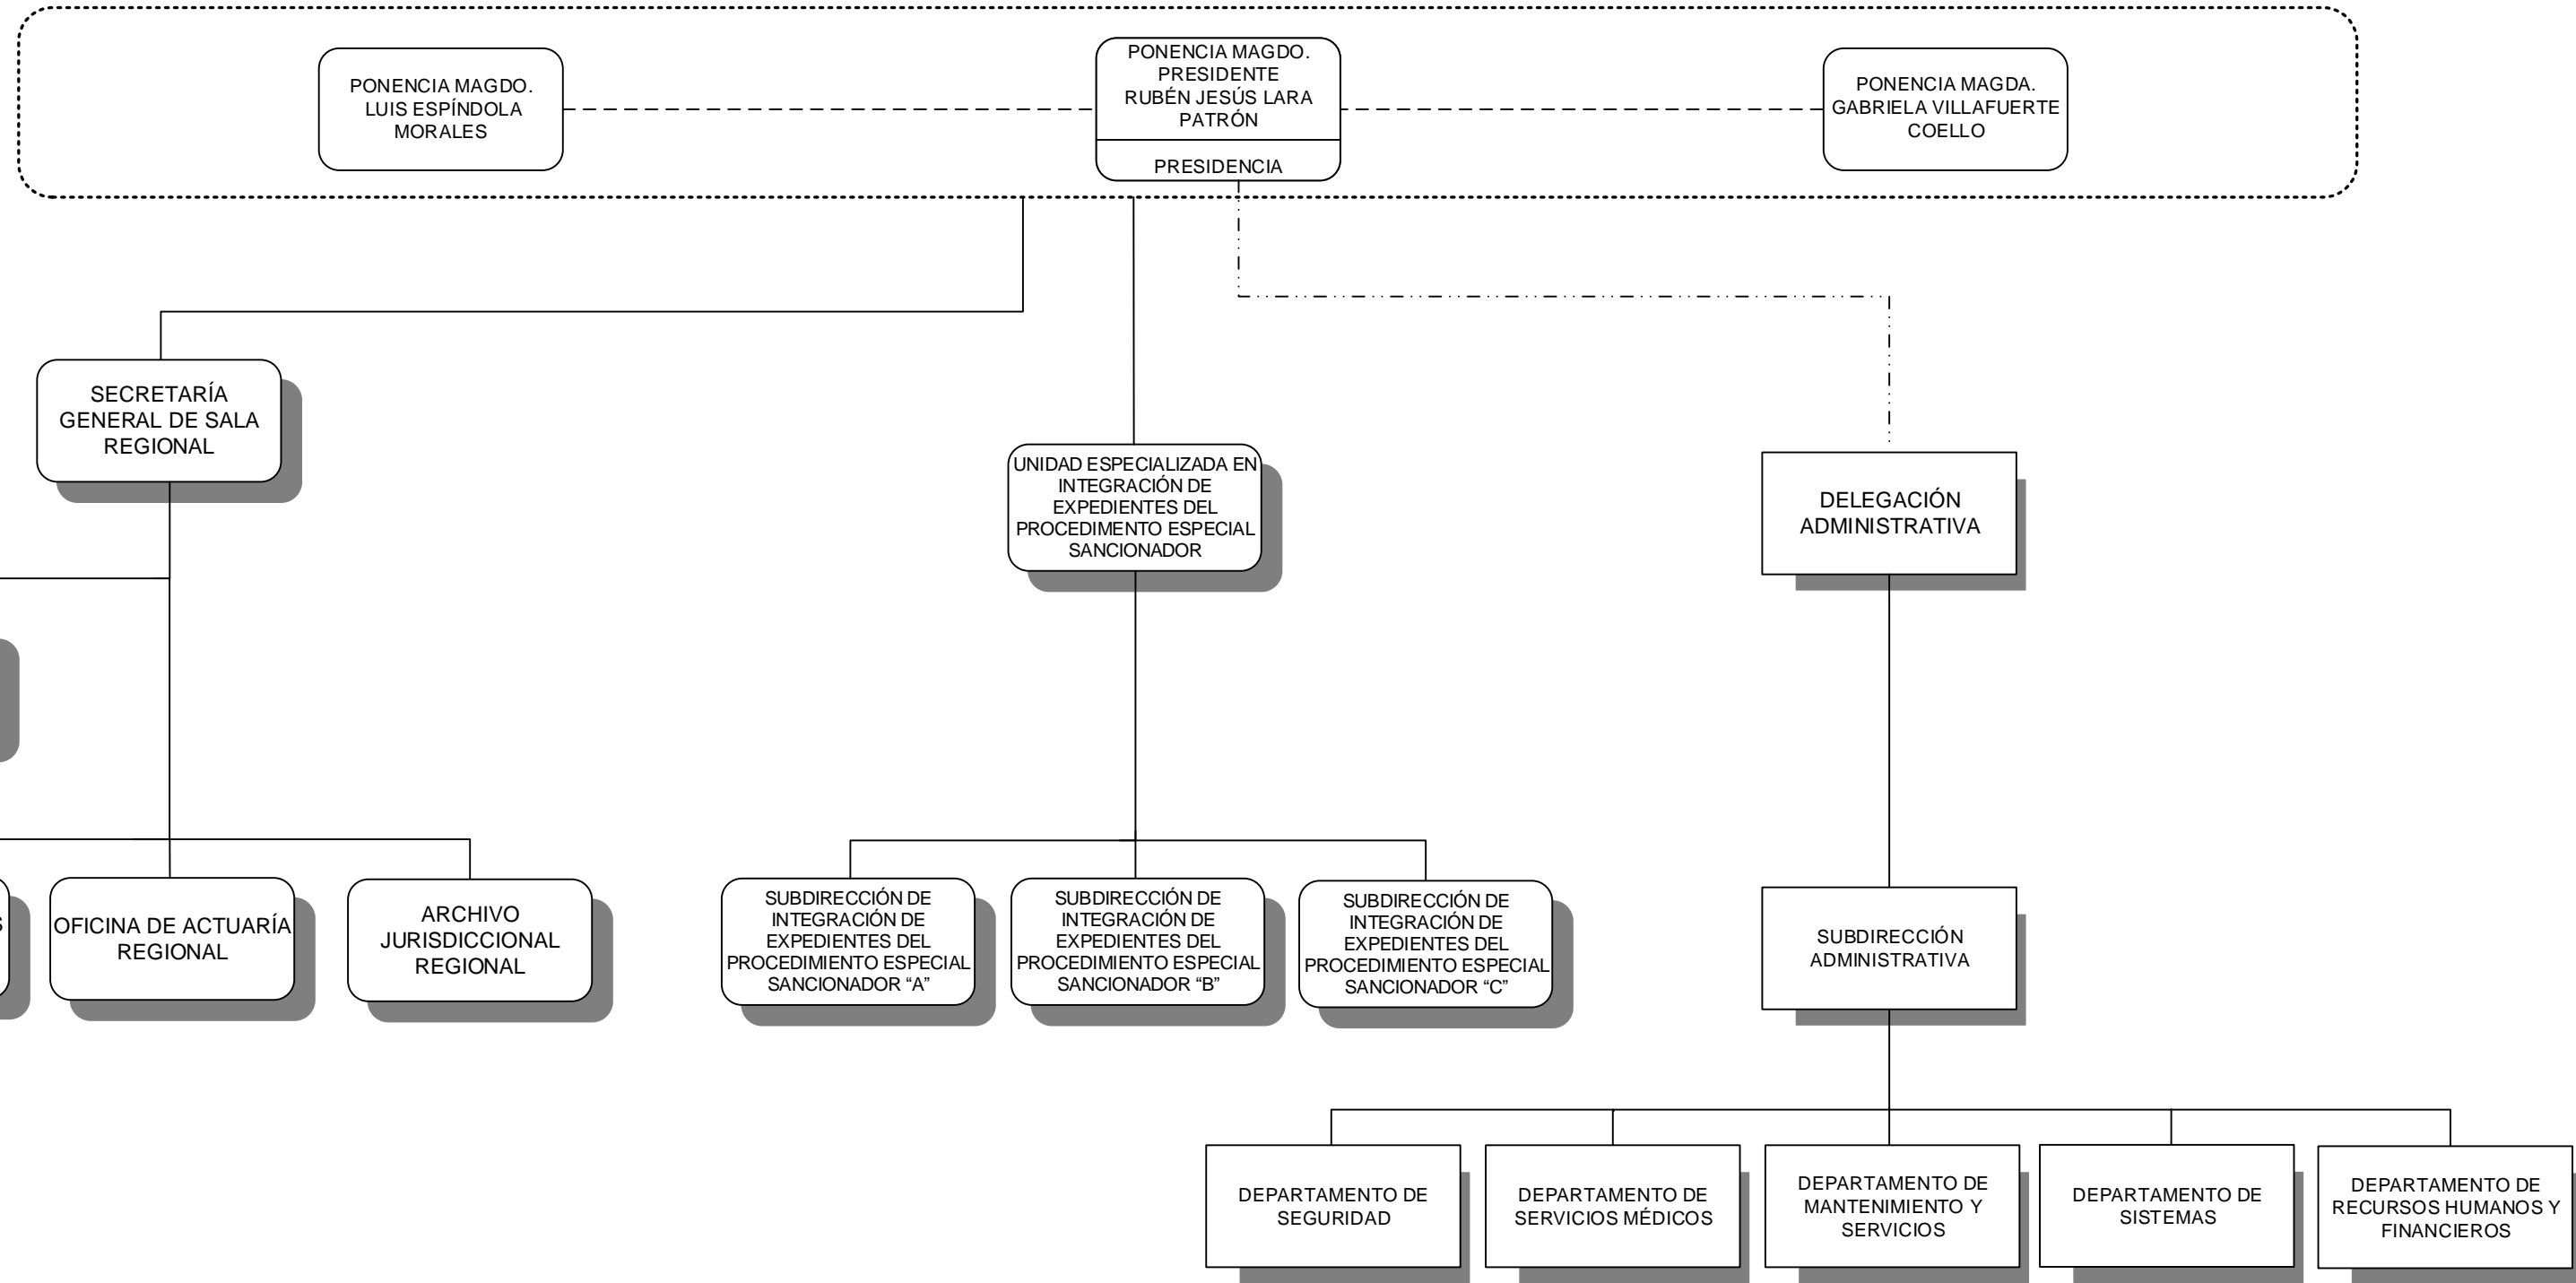 PONENCIA MAGDO.
LUIS ESPÍNDOLA
MORALES
PONENCIA MAGDO.
PRESIDENTE
RUBÉN JESÚS LARA
PATRÓN
PRESIDENCIA
PONENCIA MAGDA.
GABRIELA VILLAFUERTE
COELLO
SECRETARÍA
GENERAL DE SALA
REGIONAL
UNIDAD ESPECIALIZADA EN
INTEGRACIÓN DE
EXPEDIENTES DEL
PROCEDIMENTO ESPECIAL
SANCIONADOR
DELEGACIÓN
ADMINISTRATIVA
OFICINA DE ACTUARÍA
REGIONAL
ARCHIVO
JURISDICCIONAL
REGIONAL
SUBDIRECCIÓN DE
INTEGRACIÓN DE
EXPEDIENTES DEL
PROCEDIMIENTO ESPECIAL
SANCIONADOR “A”
SUBDIRECCIÓN DE
INTEGRACIÓN DE
EXPEDIENTES DEL
PROCEDIMIENTO ESPECIAL
SANCIONADOR “B”
SUBDIRECCIÓN DE
INTEGRACIÓN DE
EXPEDIENTES DEL
PROCEDIMIENTO ESPECIAL
SANCIONADOR “C”
SUBDIRECCIÓN
ADMINISTRATIVA
DEPARTAMENTO DE
SEGURIDAD
DEPARTAMENTO DE
SERVICIOS MÉDICOS
DEPARTAMENTO DE
MANTENIMIENTO Y
SERVICIOS
DEPARTAMENTO DE
SISTEMAS
DEPARTAMENTO DE
RECURSOS HUMANOS Y
FINANCIEROS